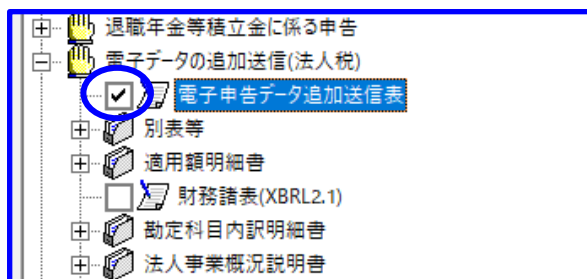 退職年金等積立金に係る申告
電子データの追加送信(法人税)
電子申告データ追加送信表
別表等
適用額明細書
財務諸表(XBRL2.1)
勘定科目内訳明細書
法人事業概況説明書